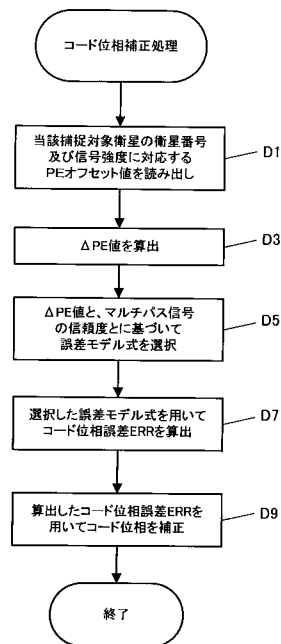 コード位相補正処理
当該捕捉対象衛星の衛星番号
及び信号強度に対応する
PEオフセット値を読み出し
D1
ΔPE値を算出
D3
ΔPE値と、マルチパス信号
の信頼度とに基づいて
誤差モデル式を選択
D5
選択した誤差モデル式を用いて
コード位相誤差ERRを算出
D7
算出したコード位相誤差ERRを
用いてコード位相を補正
D9
終了